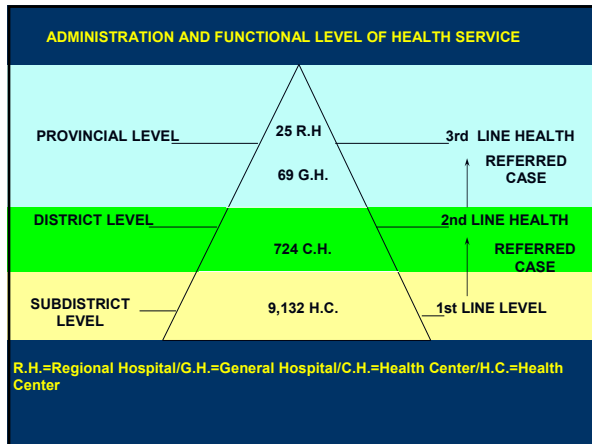 ADMINISTRATION AND FUNCTIONAL LEVEL OF HEALTH SERVICE
PROVINCIAL LEVEL
25 R.H
69 G.H.
3rd LINE HEALTH
REFERRED
CASE
DISTRICT LEVEL
724 C.H.
2nd LINE HEALTH
REFERRED
CASE
SUBDISTRICT
LEVEL
9,132 H.C.
1st LINE LEVEL
R.H.=Regional Hospital/G.H.=General Hospital/C.H.=Health Center/H.C.=Health
Center